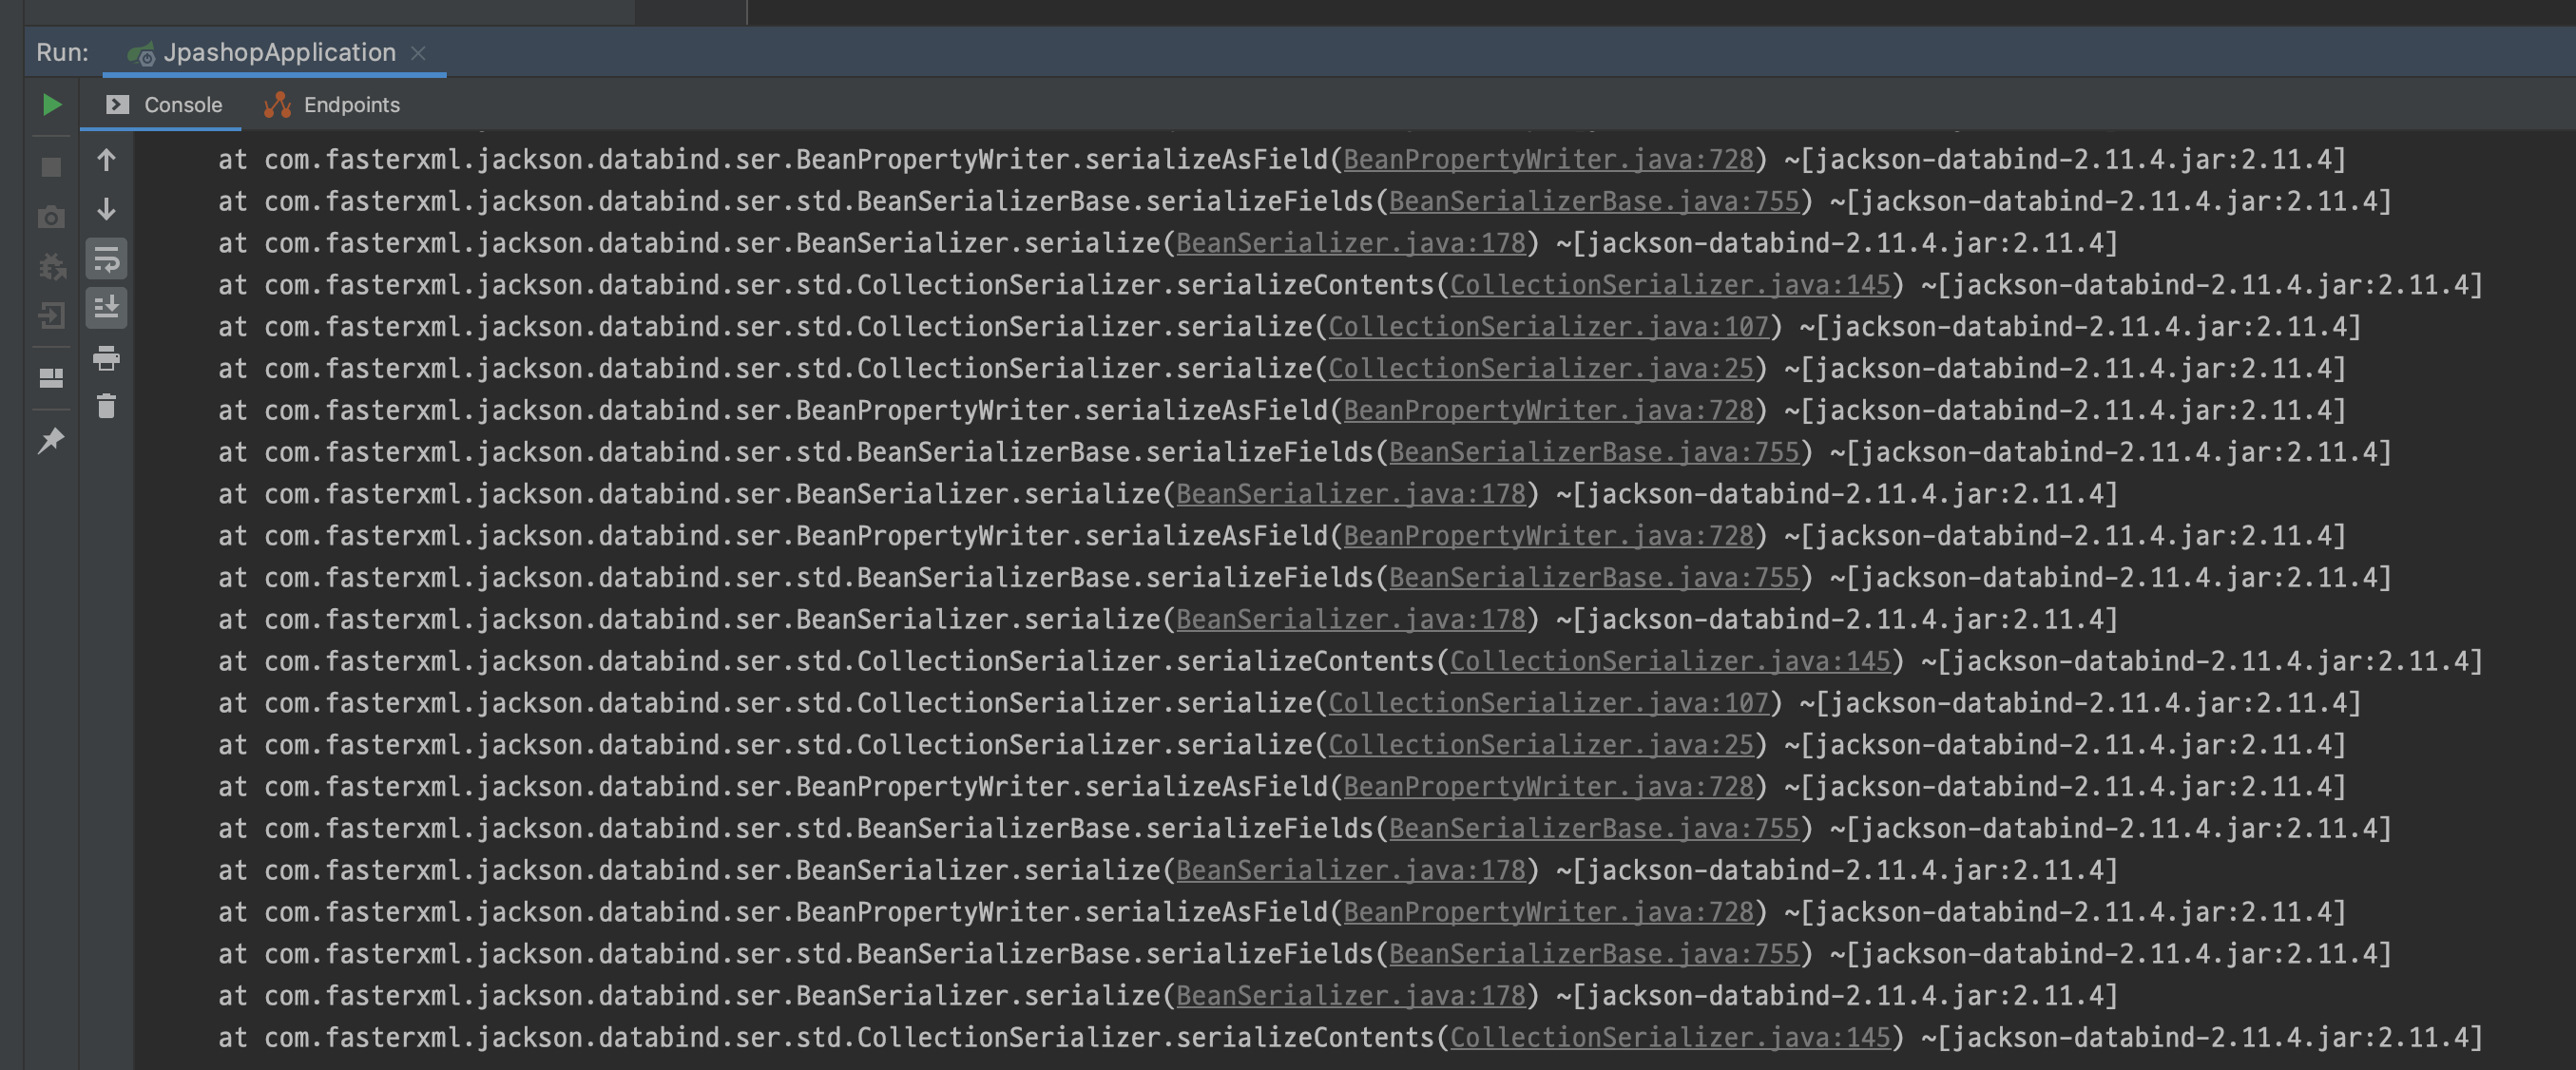 Run: JpashopApplication
Console Endpoints
at com.fasterxml.jackson.databind.ser.BeanPropertyWriter.serializeAsField(BeanPropertyWriter.java:728) ~[jackson-databind-2.11.4.jar:2.11.4]
at com.fasterxml.jackson.databind.ser.std.BeanSerializerBase.serializeFields(BeanSerializerBase.java:755) ~[jackson-databind-2.11.4.jar:2.11.4]
at com.fasterxml.jackson.databind.ser.BeanSerializer.serialize(BeanSerializer.java:178) ~[jackson-databind-2.11.4.jar:2.11.4]
at com.fasterxml.jackson.databind.ser.std.CollectionSerializer.serializeContents(CollectionSerializer.java:145) ~[jackson-databind-2.11.4.jar:2.11.4]
at com.fasterxml.jackson.databind.ser.std.CollectionSerializer.serialize(CollectionSerializer.java:107) ~[jackson-databind-2.11.4.jar:2.11.4]
at com.fasterxml.jackson.databind.ser.std.CollectionSerializer.serialize(CollectionSerializer.java:25) ~[jackson-databind-2.11.4.jar:2.11.4]
at com.fasterxml.jackson.databind.ser.BeanPropertyWriter.serializeAsField(BeanPropertyWriter.java:728) ~[jackson-databind-2.11.4.jar:2.11.4]
at com.fasterxml.jackson.databind.ser.std.BeanSerializerBase.serializeFields(BeanSerializerBase.java:755) ~[jackson-databind-2.11.4.jar:2.11.4]
at com.fasterxml.jackson.databind.ser.BeanSerializer.serialize(BeanSerializer.java:178) ~[jackson-databind-2.11.4.jar:2.11.4]
at com.fasterxml.jackson.databind.ser.BeanPropertyWriter.serializeAsField(BeanPropertyWriter.java:728) ~[jackson-databind-2.11.4.jar:2.11.4]
at com.fasterxml.jackson.databind.ser.std.BeanSerializerBase.serializeFields(BeanSerializerBase.java:755) ~[jackson-databind-2.11.4.jar:2.11.4]
at com.fasterxml.jackson.databind.ser.BeanSerializer.serialize(BeanSerializer.java:178) ~[jackson-databind-2.11.4.jar:2.11.4]
at com.fasterxml.jackson.databind.ser.std.CollectionSerializer.serializeContents(CollectionSerializer.java:145) ~[jackson-databind-2.11.4.jar:2.11.4]
at com.fasterxml.jackson.databind.ser.std.CollectionSerializer.serialize(CollectionSerializer.java:107) ~[jackson-databind-2.11.4.jar:2.11.4]
at com.fasterxml.jackson.databind.ser.std.CollectionSerializer.serialize(CollectionSerializer.java:25) ~[jackson-databind-2.11.4.jar:2.11.4]
at com.fasterxml.jackson.databind.ser.BeanPropertyWriter.serializeAsField(BeanPropertyWriter.java:728) ~[jackson-databind-2.11.4.jar:2.11.4]
at com.fasterxml.jackson.databind.ser.std.BeanSerializerBase.serializeFields(BeanSerializerBase.java:755) ~[jackson-databind-2.11.4.jar:2.11.4]
at com.fasterxml.jackson.databind.ser.BeanSerializer.serialize(BeanSerializer.java:178) ~[jackson-databind-2.11.4.jar:2.11.4]
at com.fasterxml.jackson.databind.ser.BeanPropertyWriter.serializeAsField(BeanPropertyWriter.java:728) ~[jackson-databind-2.11.4.jar:2.11.4]
at com.fasterxml.jackson.databind.ser.std.BeanSerializerBase.serializeFields(BeanSerializerBase.java:755) ~[jackson-databind-2.11.4.jar:2.11.4]
at com.fasterxml.jackson.databind.ser.BeanSerializer.serialize(BeanSerializer.java:178) ~[jackson-databind-2.11.4.jar:2.11.4]
at com.fasterxml.jackson.databind.ser.std.CollectionSerializer.serializeContents(CollectionSerializer.java:145) ~[jackson-databind-2.11.4.jar:2.11.4]